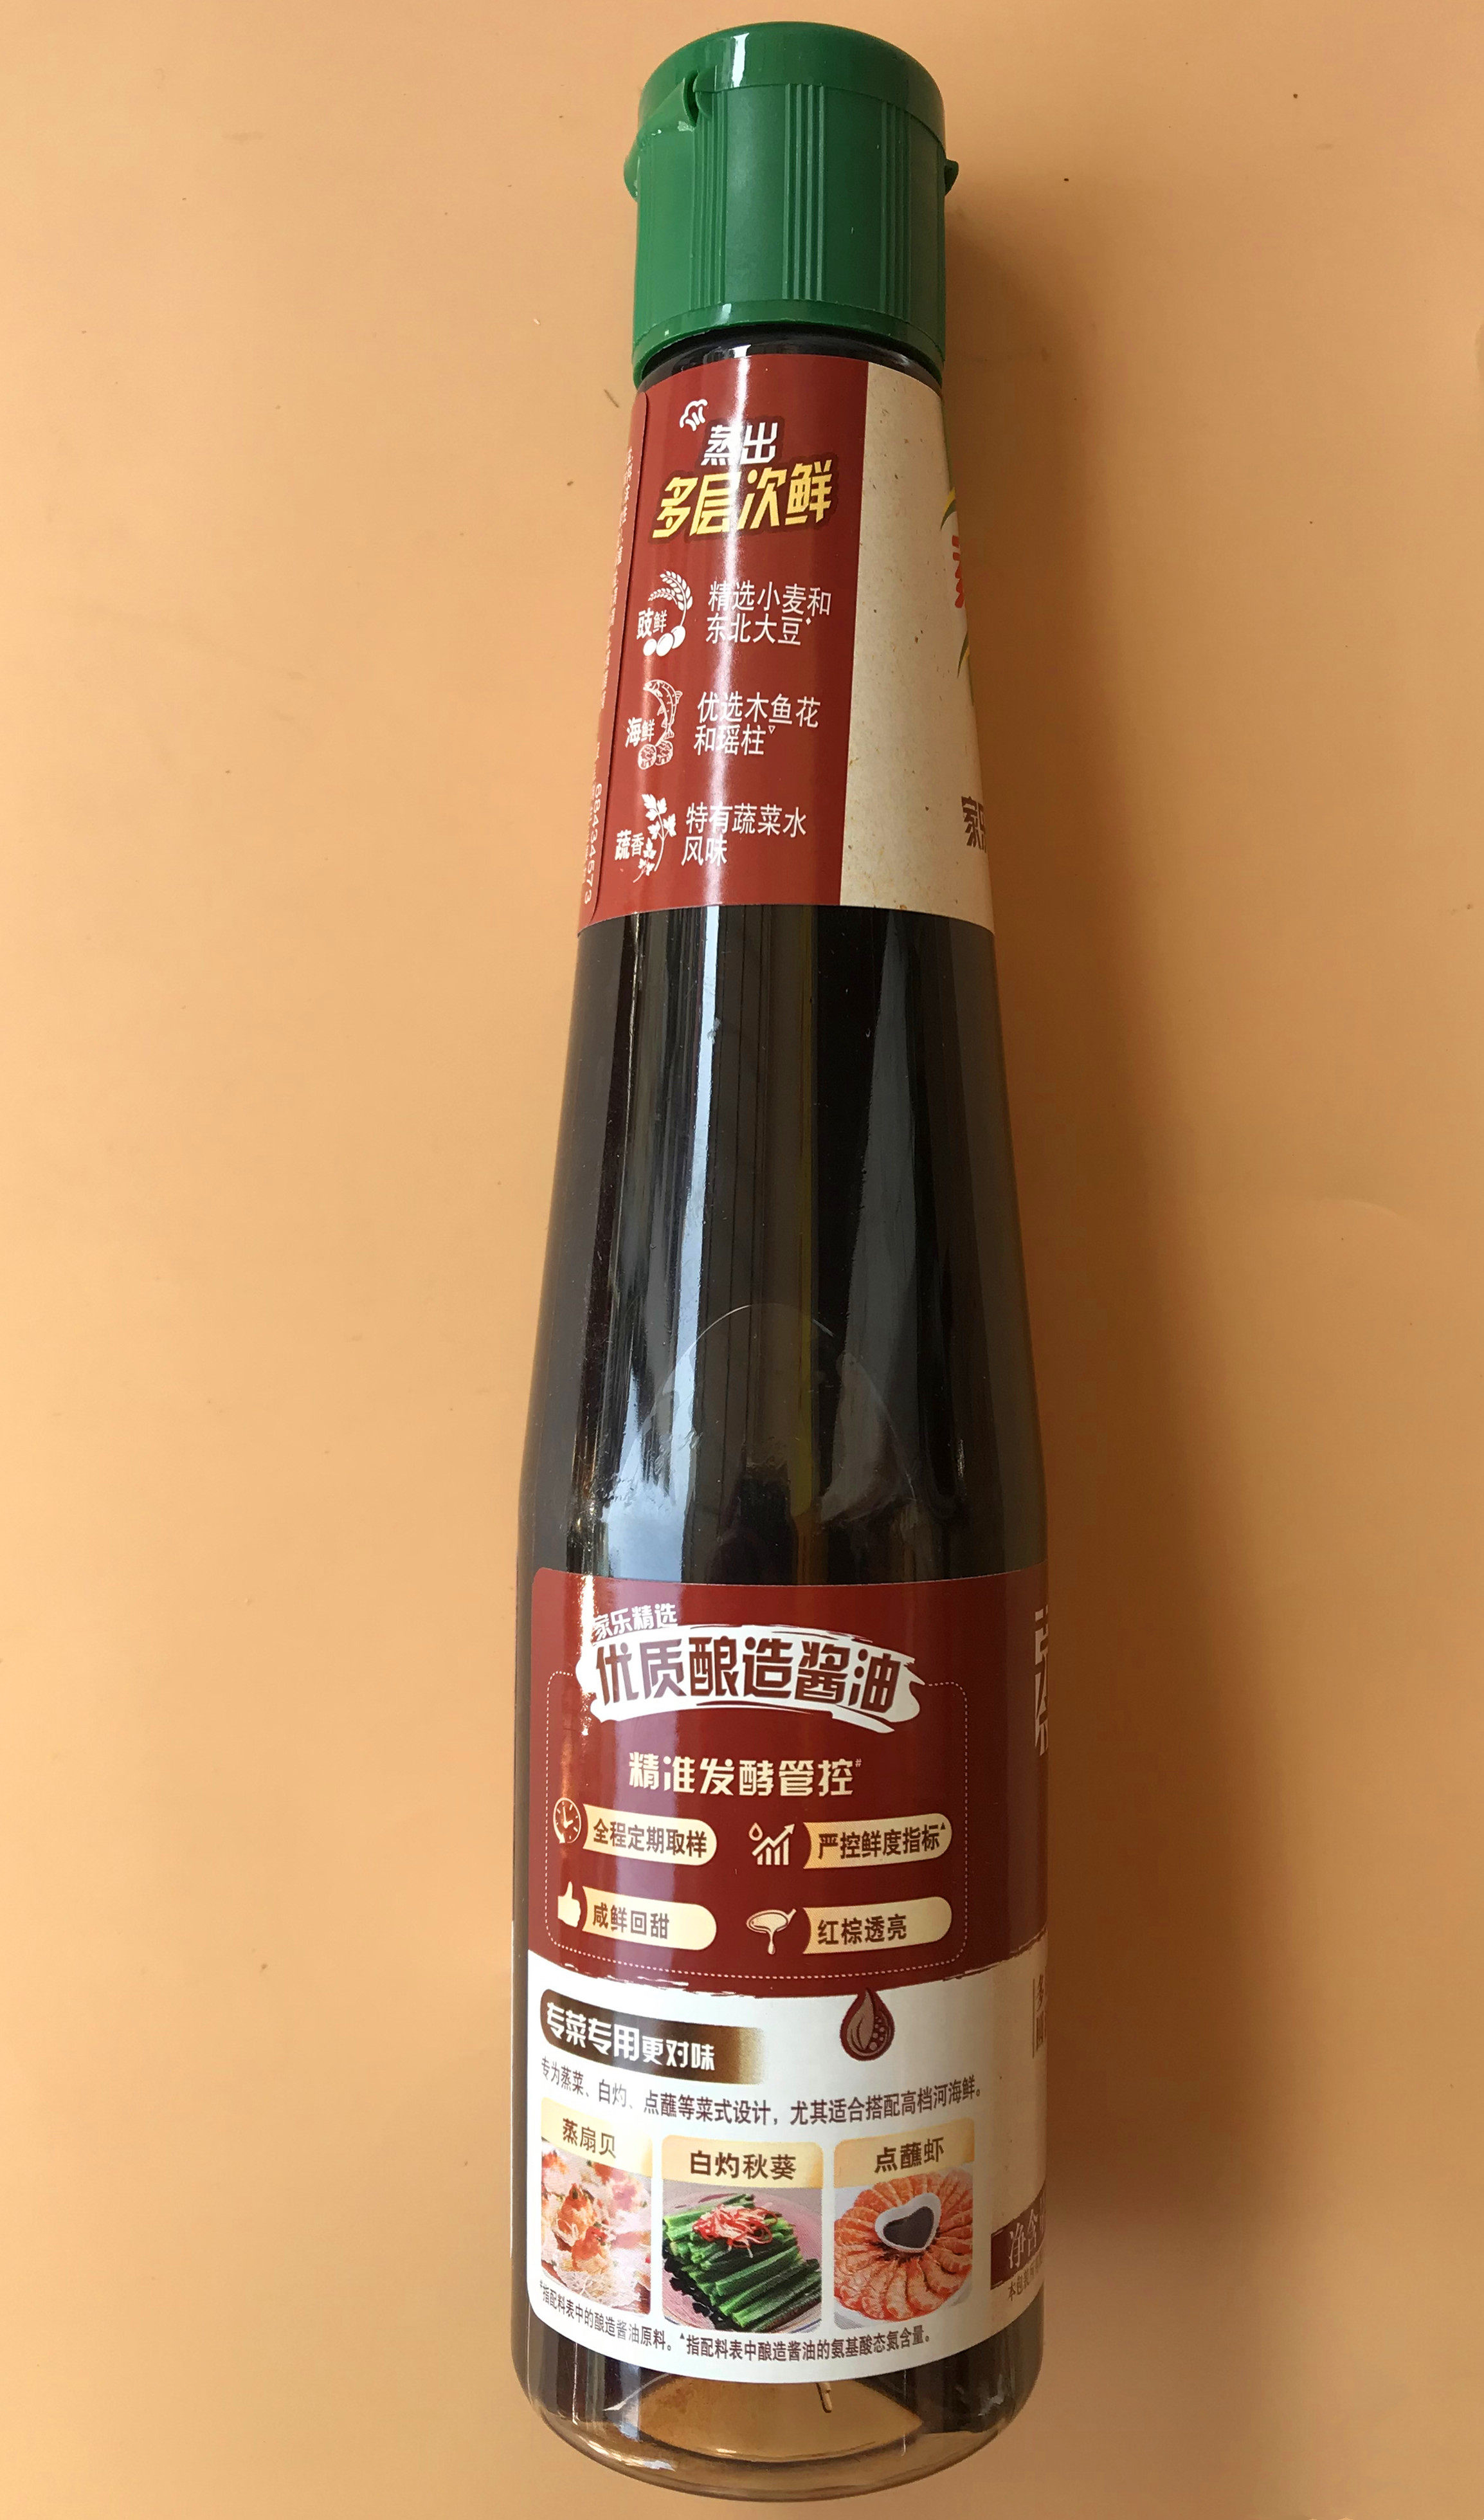 蒸出
多层次鲜
豉鲜
精选小麦和
东北大豆
海鲜
优选木鱼花
和瑶柱
蔬香
特有蔬菜水
风味
68434673
家乐
家乐精选
优质酿造酱油
精准发酵管控#
全程定期取样
严控鲜度指标▲
咸鲜回甜
红棕透亮
专菜专用更对味
专为蒸菜、白灼、点蘸等菜式设计，尤其适合搭配高档河海鲜。
蒸扇贝
白灼秋葵
点蘸虾
#指配料表中的酿造酱油原料。▲指配料表中酿造酱油的氨基酸态氮含量。
净含